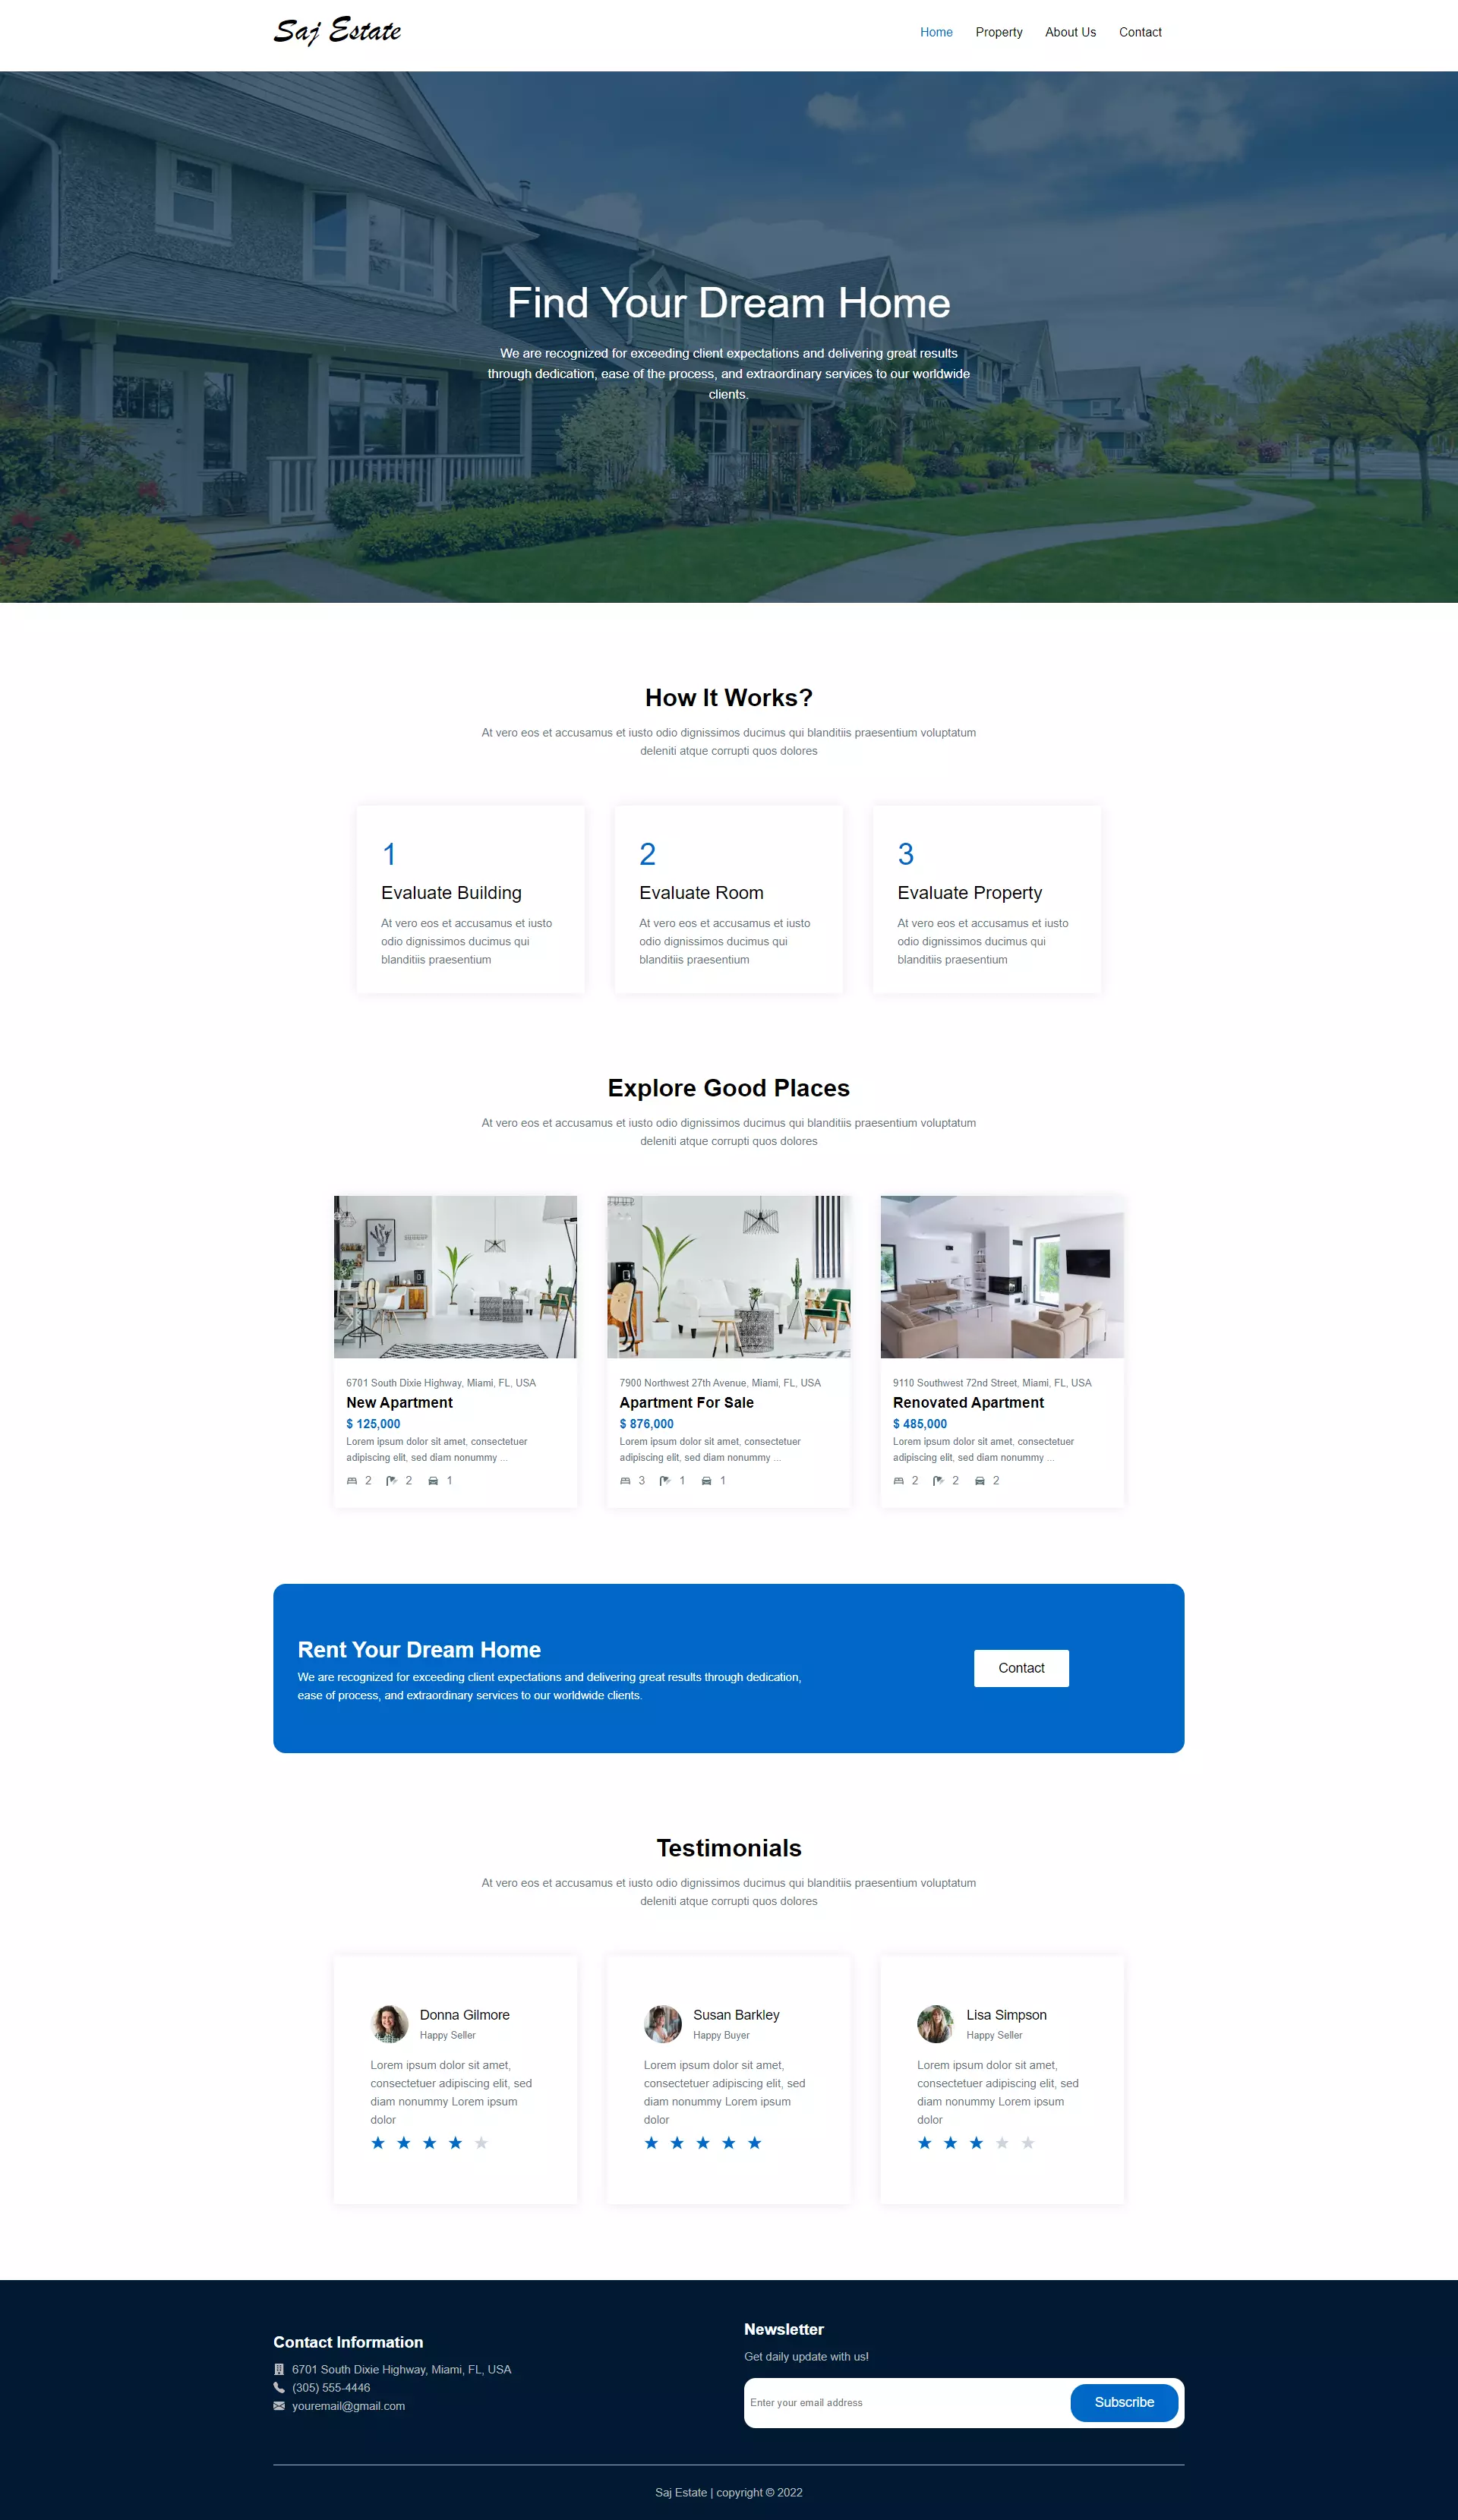 Saj Estate
Home Property About Us Contact
Find Your Dream Home
We are recognized for exceeding client expectations and delivering great results
through dedication, ease of the process, and extraordinary services to our worldwide
clients.
How It Works?
At vero eos et accusamus et iusto odio dignissimos ducimus qui blanditiis praesentium voluptatum
deleniti atque corrupti quos dolores
1
Evaluate Building
At vero eos et accusamus et iusto
odio dignissimos ducimus qui
blanditiis praesentium
2
Evaluate Room
At vero eos et accusamus et iusto
odio dignissimos ducimus qui
blanditiis praesentium
3
Evaluate Property
At vero eos et accusamus et iusto
odio dignissimos ducimus qui
blanditiis praesentium
Explore Good Places
At vero eos et accusamus et iusto odio dignissimos ducimus qui blanditiis praesentium voluptatum
deleniti atque corrupti quos dolores
6701 South Dixie Highway, Miami, FL, USA
New Apartment
$ 125,000
Lorem ipsum dolor sit amet, consectetuer
adipiscing elit, sed diam nonummy ...
2 2 1
7900 Northwest 27th Avenue, Miami, FL, USA
Apartment For Sale
$ 876,000
Lorem ipsum dolor sit amet, consectetuer
adipiscing elit, sed diam nonummy ...
3 1 1
9110 Southwest 72nd Street, Miami, FL, USA
Renovated Apartment
$ 485,000
Lorem ipsum dolor sit amet, consectetuer
adipiscing elit, sed diam nonummy ...
2 2 2
Rent Your Dream Home
We are recognized for exceeding client expectations and delivering great results through dedication,
ease of process, and extraordinary services to our worldwide clients.
Contact
Testimonials
At vero eos et accusamus et iusto odio dignissimos ducimus qui blanditiis praesentium voluptatum
deleniti atque corrupti quos dolores
Donna Gilmore
Happy Seller
Lorem ipsum dolor sit amet,
consectetuer adipiscing elit, sed
diam nonummy Lorem ipsum
dolor
Susan Barkley
Happy Buyer
Lorem ipsum dolor sit amet,
consectetuer adipiscing elit, sed
diam nonummy Lorem ipsum
dolor
Lisa Simpson
Happy Seller
Lorem ipsum dolor sit amet,
consectetuer adipiscing elit, sed
diam nonummy Lorem ipsum
dolor
Contact Information
6701 South Dixie Highway, Miami, FL, USA
(305) 555-4446
youremail@gmail.com
Newsletter
Get daily update with us!
Enter your email address
Subscribe
Saj Estate | copyright © 2022